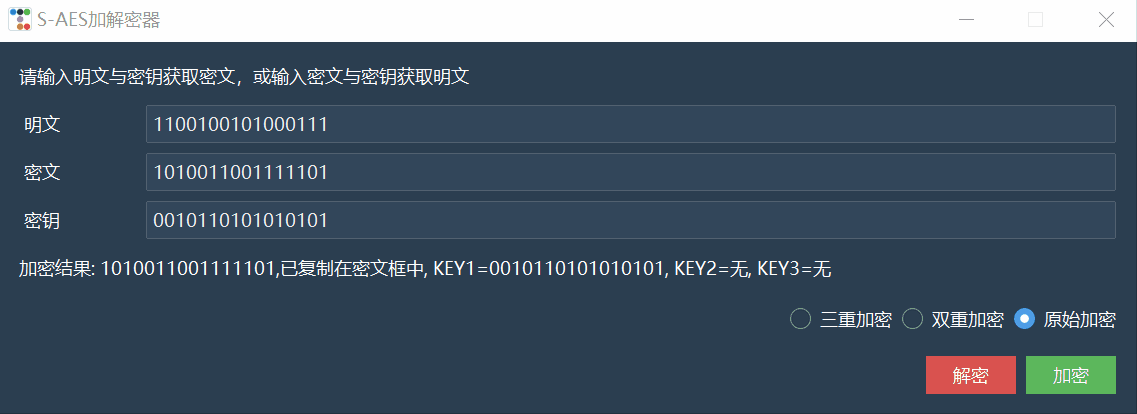 S-AES加解密器
请输入明文与密钥获取密文，或输入密文与密钥获取明文
明文 1100100101000111
密文 1010011001111101
密钥 0010110101010101
加密结果: 1010011001111101,已复制在密文框中, KEY1=0010110101010101, KEY2=无, KEY3=无
三重加密 双重加密 原始加密
解密 加密